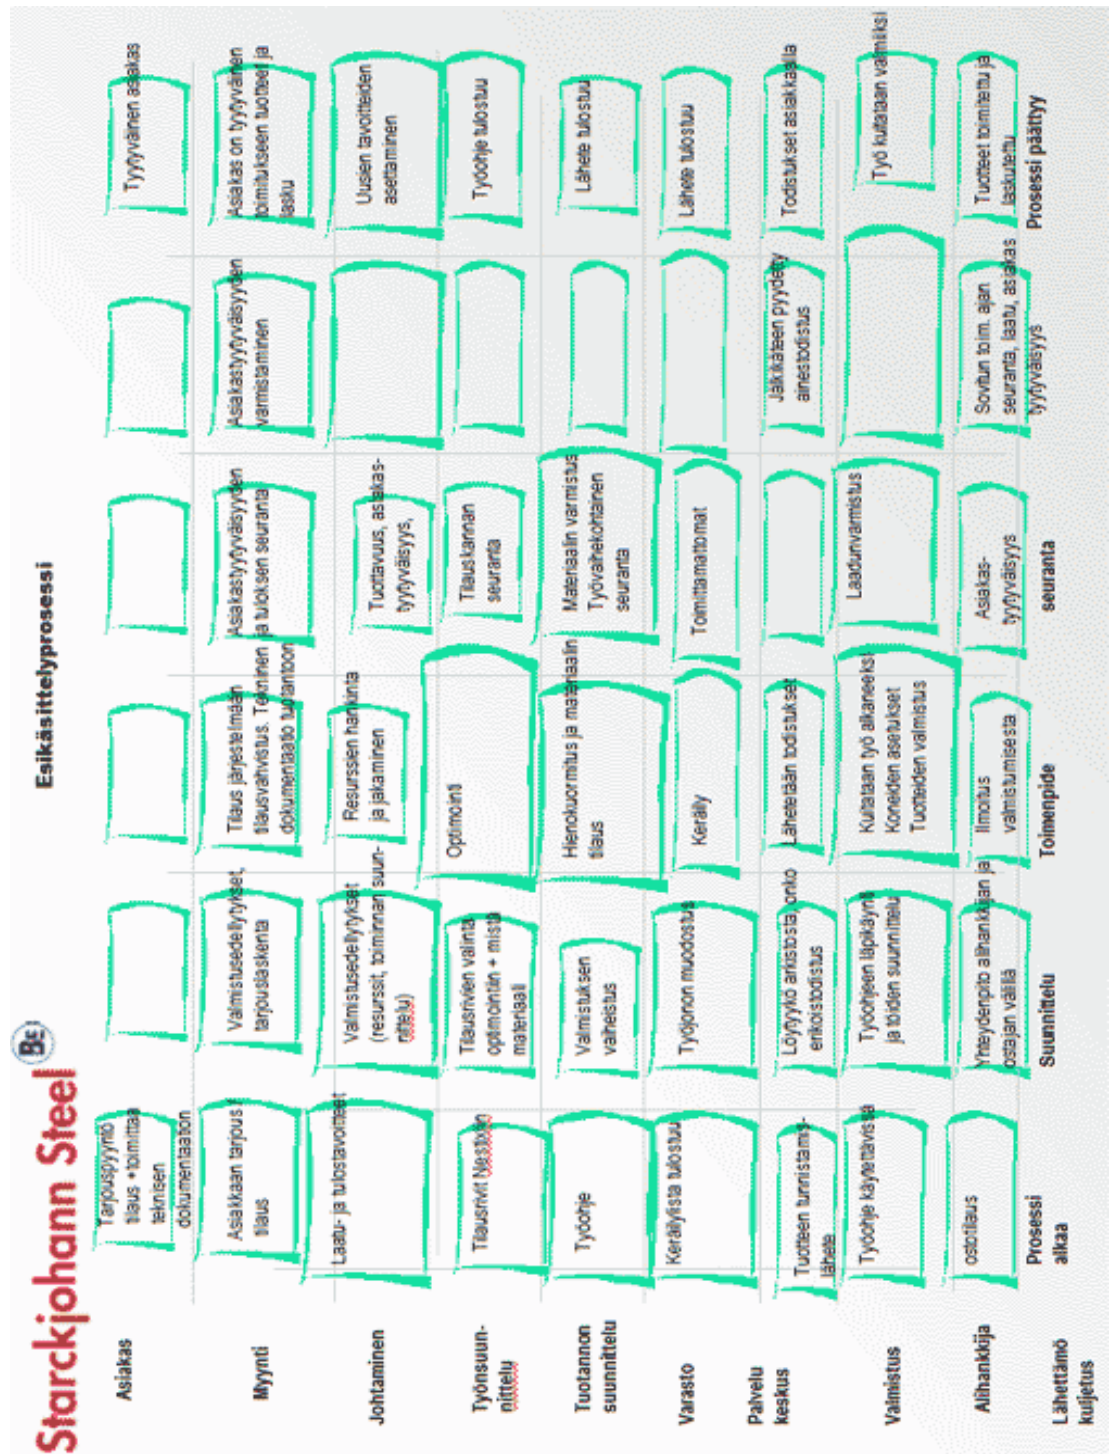 Starckjohann Steel
BE
Esikäsittelyprosessi
Asiakas
Tarjouspyyntö
tilaus +toimittaa
teknisen
dokumentaation
Tyytyväinen asiakas
Myynti
Asiakkaan tarjous /
tilaus
Valmistusedellytykset,
tarjouslaskenta
Tilaus järjestelmään
tilausvahvistus. Tekninen
dokumentaatio tuotantoon
Asiakastyytyväisyyden
ja tuloksen seuranta
Asiakastyytyväisyyden
varmistaminen
Asiakas on tyytyväinen
toimitukseen tuotteet ja
lasku
Johtaminen
Laatu- ja tulostavoitteet
Valmistusedellytykset
(resurssit, toiminnan suun-
nittelu)
Resurssien hankinta
ja jakaminen
Tuottavuus, asiakas-
tyytyväisyys,
Uusien tavoitteiden
asettaminen
Työnsuun-
nittelu
Tilausrivit Nestixiin
Tilausrivien valinta
optimointiin + mistä
materiaali
Optimointi
Tilauskannan
seuranta
Työohje tulostuu
Tuotannon
suunnittelu
Työohje
Valmistuksen
vaiheistus
Hienokuormitus ja materiaalin
tilaus
Materiaalin varmistus
Työvaihekohtainen
seuranta
Lähete tulostuu
Varasto
Keräilylista tulostuu
Työjonon muodostus
Keräily
Toimittamattomat
Lähete tulostuu
Palvelu
keskus
Tuotteen tunnistamis-
lähete
Löytyykö arkistosta, onko
erikoistodistus
Lähetetään todistukset
Jälkikäteen pyydetty
ainestodistus
Todistukset asiakkaalla
Valmistus
Työohje käytettävissä
Työohjeen läpikäynti
ja töiden suunnittelu
Kuitataan työ alkaneeksi
Koneiden asetukset
Tuotteiden valmistus
Laadunvarmistus
Työ kuitataan valmiiksi
Alihankkija
ostotilaus
Yhteydenpito alihankkijan ja
ostajan välillä
Ilmoitus
valmistumisesta
Asiakas-
tyytyväisyys
Sovitun toim. ajan
seuranta, laatu, asiakas
tyytyväisyys
Tuotteet toimitettu ja
laskutettu
Lähettämö
kuljetus
Prosessi
alkaa
Suunnittelu
Toimenpide
seuranta
Prosessi päättyy